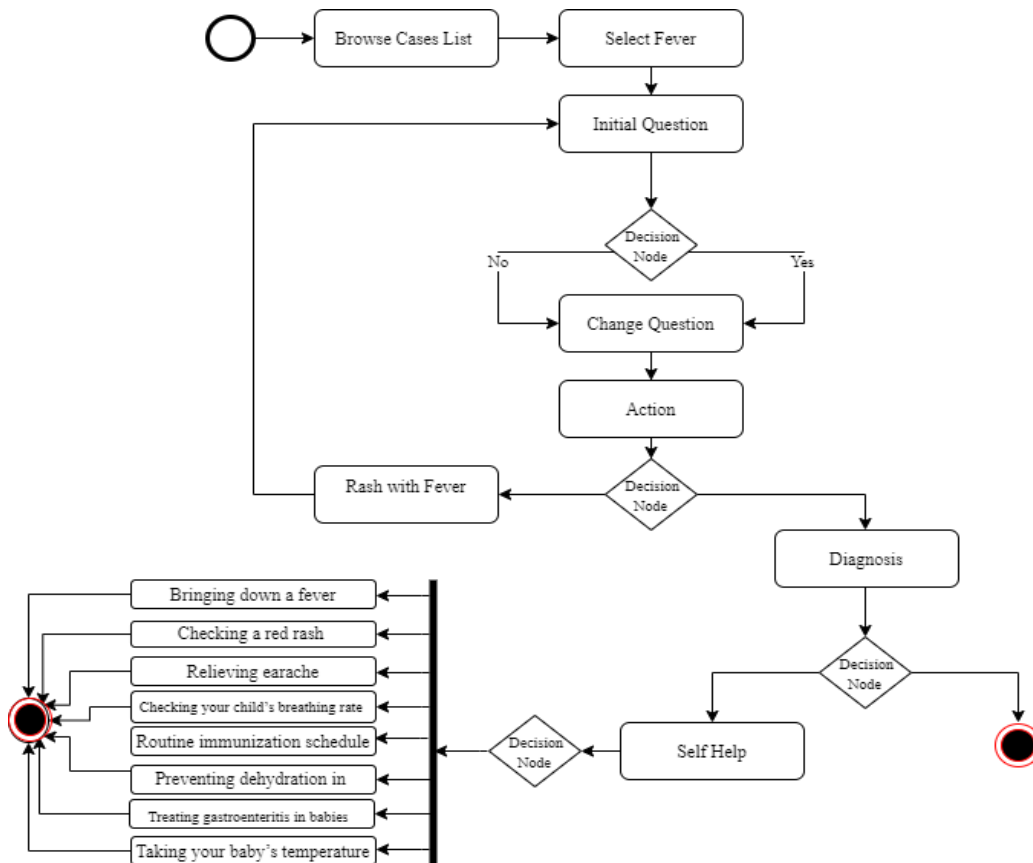 Browse Cases List
Select Fever
Initial Question
Decision
Node
No
Yes
Change Question
Action
Rash with Fever
Decision
Node
Diagnosis
Bringing down a fever
Checking a red rash
Relieving earache
Checking your child's breathing rate
Routine immunization schedule
Preventing dehydration in
Treating gastroenteritis in babies
Taking your baby's temperature
Decision
Node
Self Help
Decision
Node